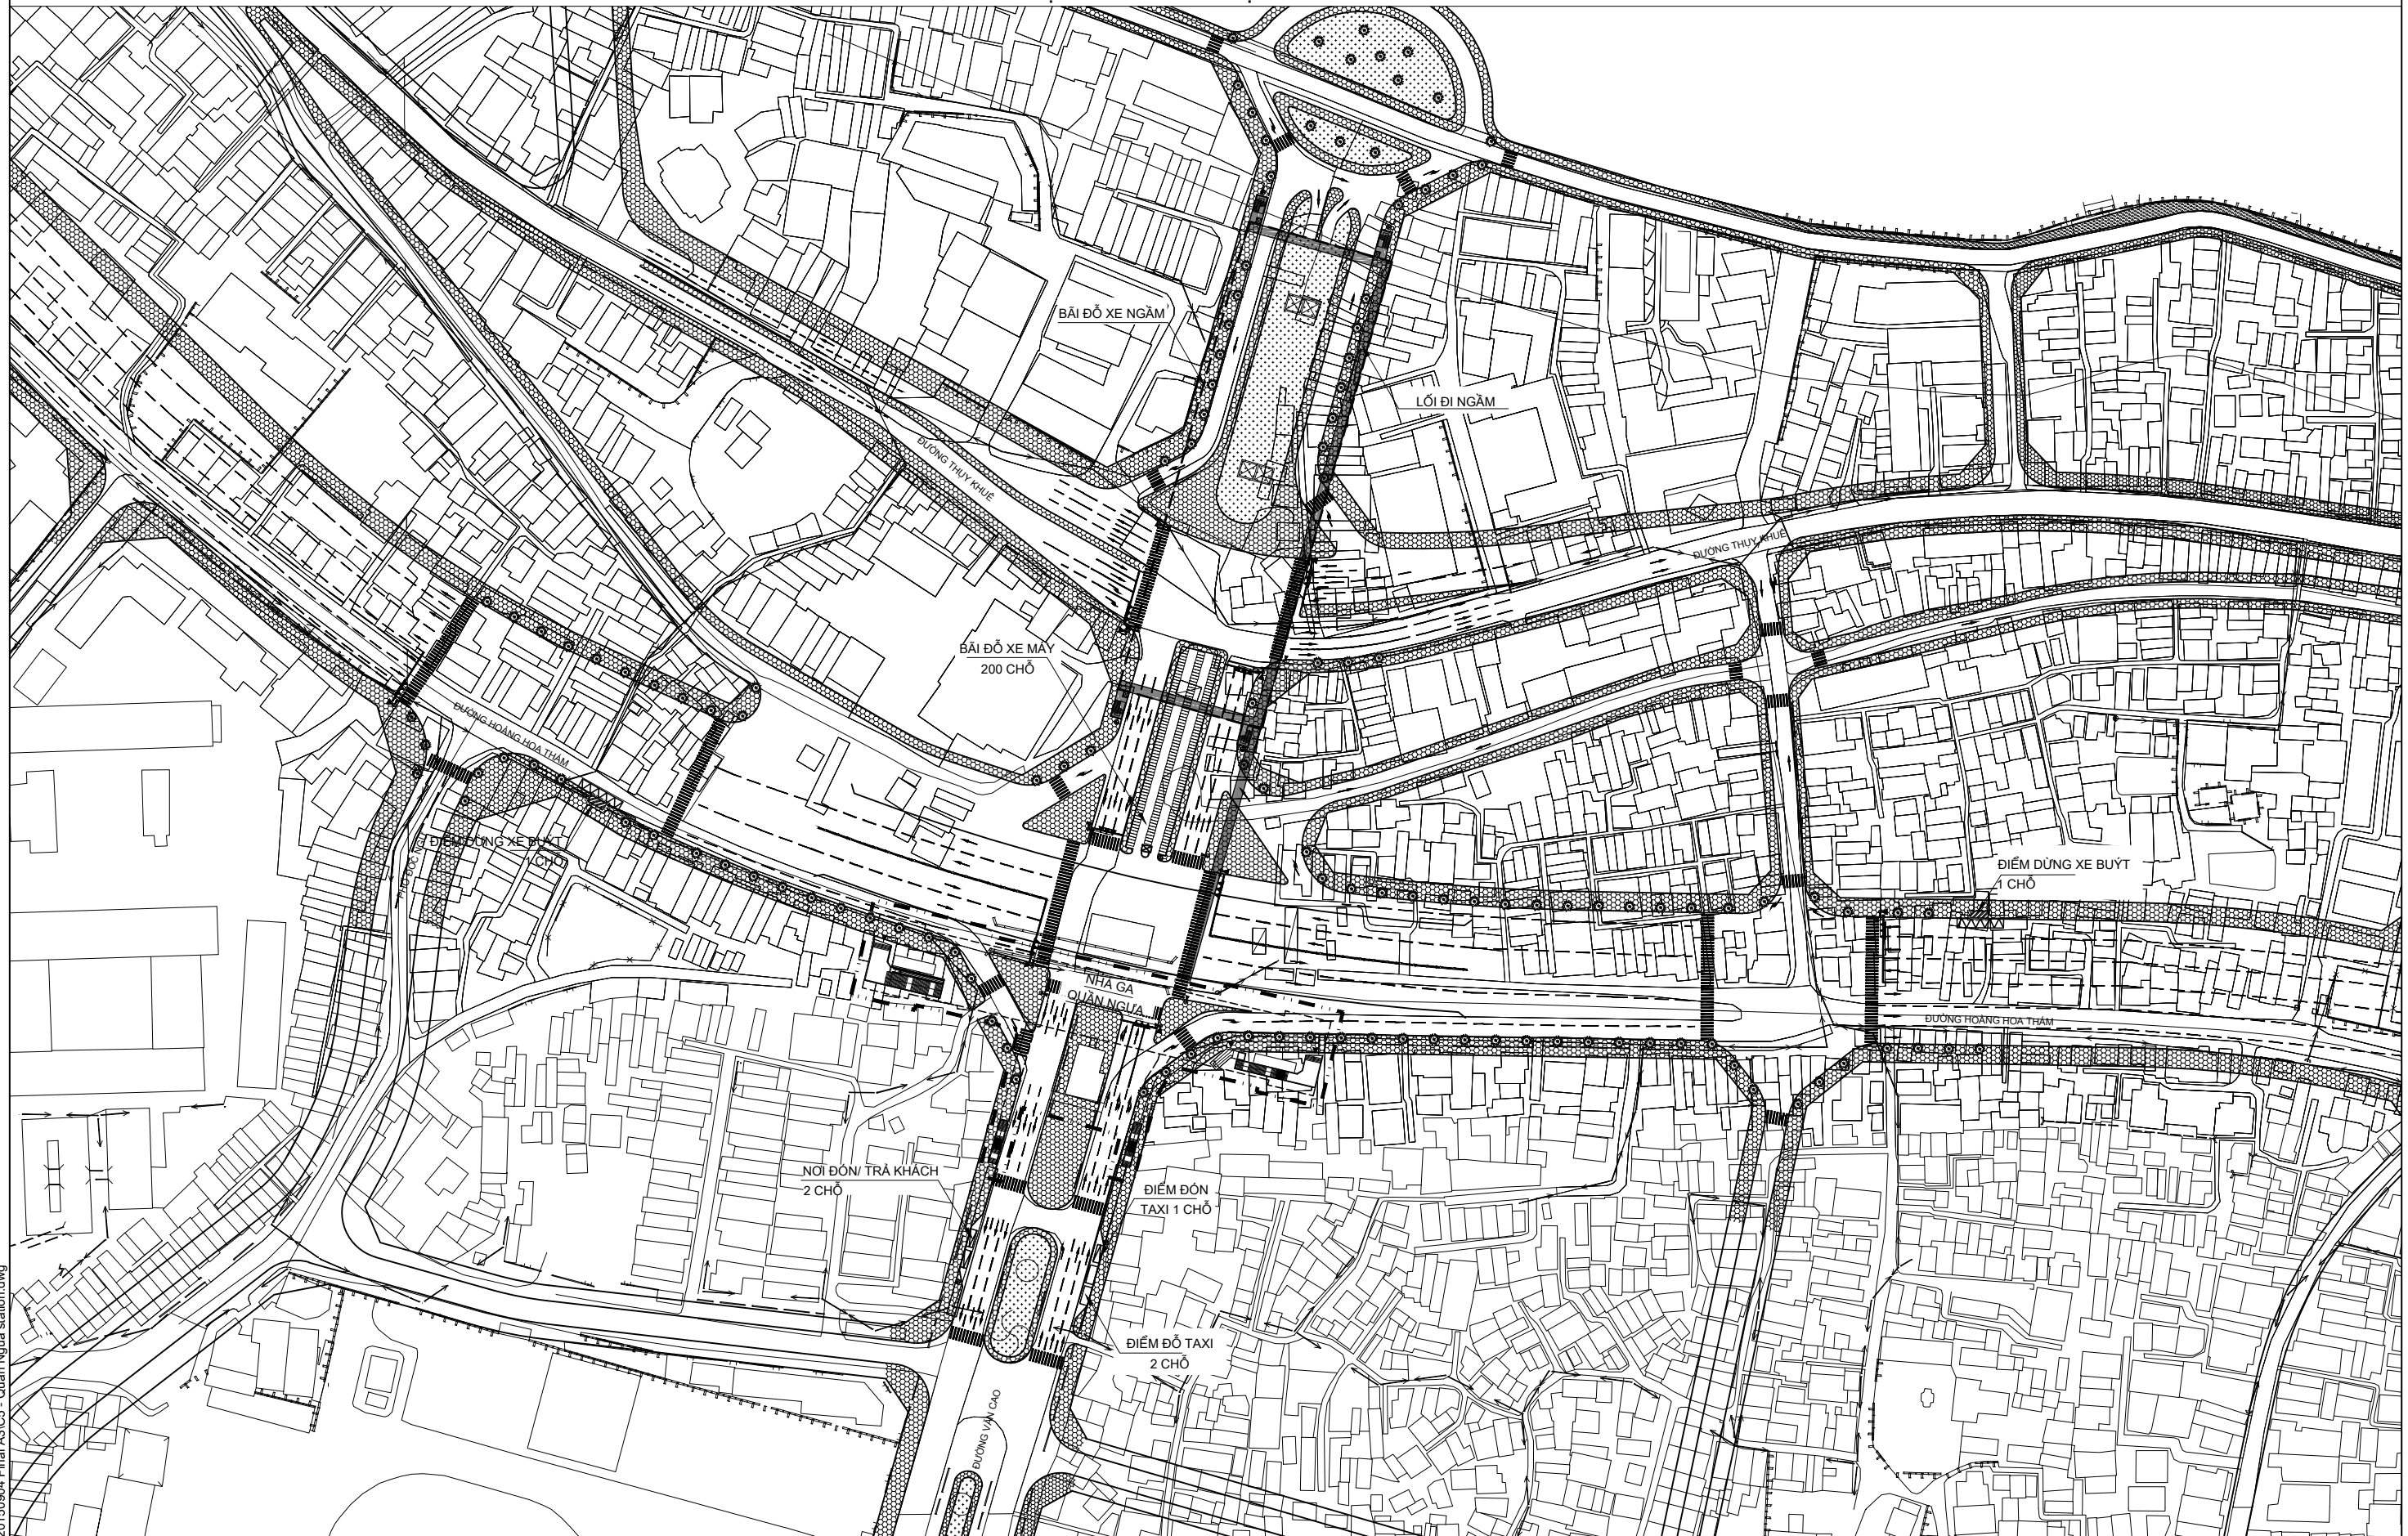 BÃI ĐỖ XE NGẦM
LỐI ĐI NGẦM
ĐƯỜNG THỤY KHUÊ
ĐƯỜNG THỤY KHUÊ
BÃI ĐỖ XE MÁY
200 CHỖ
ĐƯỜNG HOÀNG HOA THÁM
ĐIỂM DỪNG XE BUÝT
1 CHỖ
ĐIỂM DỪNG XE BUÝT
1 CHỖ
NHÀ GA
QUẦN NGỰA
ĐƯỜNG HOÀNG HOA THÁM
NƠI ĐÓN/ TRẢ KHÁCH
2 CHỖ
ĐIỂM ĐÓN
TAXI 1 CHỖ
ĐIỂM ĐỖ TAXI
2 CHỖ
ĐƯỜNG VĂN CAO